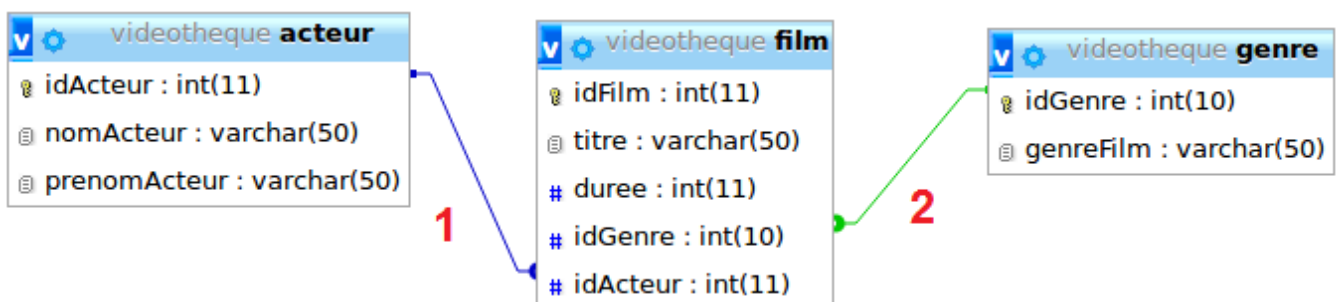 v videotheque acteur
idActeur : int(11)
nomActeur : varchar(50)
prenomActeur : varchar(50)
1
v videotheque film
idFilm : int(11)
titre : varchar(50)
# duree : int(11)
# idGenre : int(10)
# idActeur : int(11)
2
v videotheque genre
idGenre : int(10)
genreFilm : varchar(50)